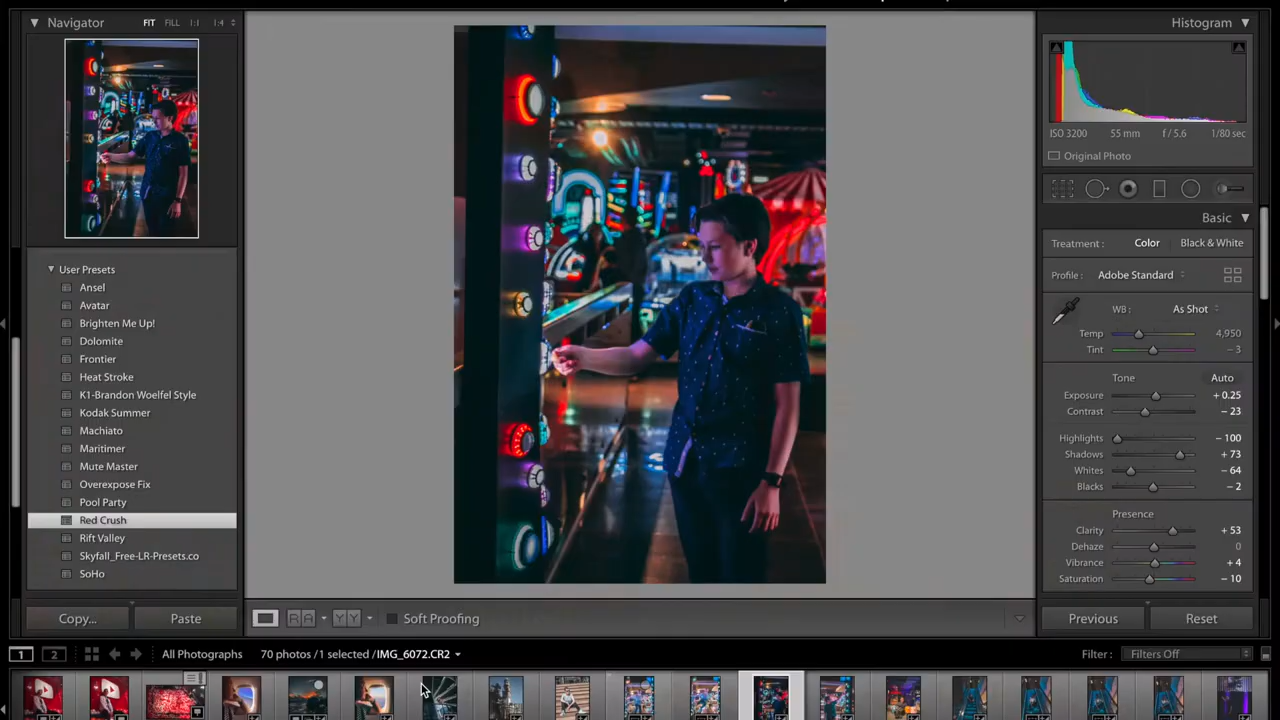 Navigator
FIT FILL 1:1 1:4
User Presets
Ansel
Avatar
Brighten Me Up!
Dolomite
Frontier
Heat Stroke
K1-Brandon Woelfel Style
Kodak Summer
Machiato
Maritimer
Mute Master
Overexpose Fix
Pool Party
Red Crush
Rift Valley
Skyfall_Free-LR-Presets.co
SoHo
Copy... Paste
R A Y Y Soft Proofing
Histogram
ISO 3200 55 mm f / 5.6 1/80 sec
Original Photo
Basic
Treatment : Color Black & White
Profile : Adobe Standard
WB : As Shot
Temp 4,950
Tint – 3
Tone Auto
Exposure + 0.25
Contrast – 23
Highlights – 100
Shadows + 73
Whites – 64
Blacks – 2
Presence
Clarity + 53
Dehaze 0
Vibrance + 4
Saturation – 10
Previous Reset
1 2 All Photographs 70 photos / 1 selected / IMG_6072.CR2 Filter : Filters Off